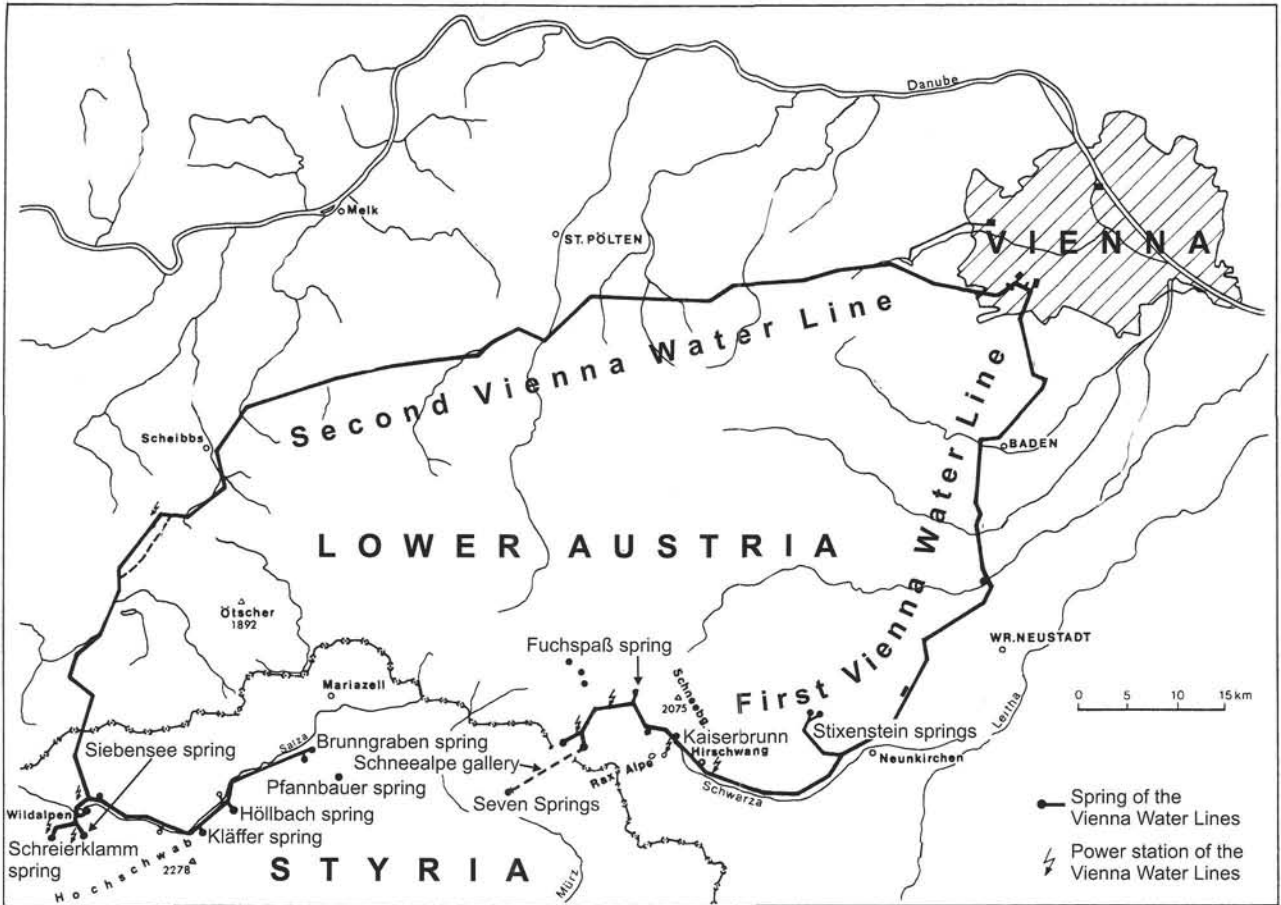 Danube
Melk
ST. PÖLTEN
VIENNA
Second Vienna Water Line
First Vienna Water Line
Scheibbs
BADEN
LOWER AUSTRIA
Ötscher
1892
WR. NEUSTADT
Fuchspaß spring
Mariazell
Schneebg.
2075
0 5 10 15 km
Leitha
Siebensee spring
Salza
Brunngraben spring
Schneealpe gallery
Kaiserbrunn
Hirschwang
Stixenstein springs
Rax Alpe
Neunkirchen
Pfannbauer spring
Seven Springs
Schwarza
Wildalpen
Höllbach spring
Kläffer spring
Schreierklamm
spring
Hochschwab
2278
STYRIA
Mürz
Spring of the
Vienna Water Lines
Power station of the
Vienna Water Lines